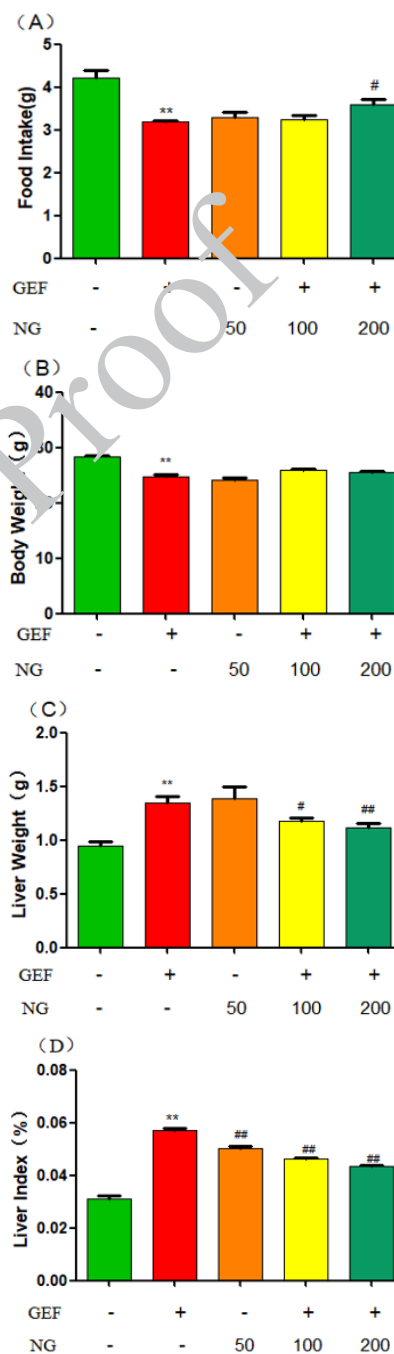 (A)
Food Intake(g)
5
4
3
2
1
0
**
#
GEF - + - + +
NG - 50 100 200
(B)
Body Weight (g)
40
30
20
10
0
**
GEF - + - + +
NG - - 50 100 200
(C)
Liver Weight (g)
2.0
1.5
1.0
0.5
0.0
**
#
##
GEF - + - + +
NG - - 50 100 200
(D)
Liver Index (%)
0.08
0.06
0.04
0.02
0.00
**
##
##
##
GEF - + - + +
NG - - 50 100 200
Proof